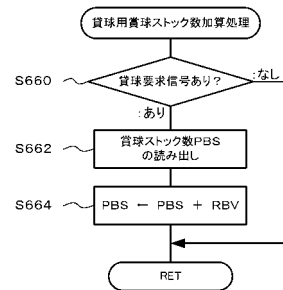 貸球用賞球ストック数加算処理
S660
貸球要求信号あり?
:なし
:あり
S662
賞球ストック数PBS
の読み出し
S664
PBS ← PBS + RBV
RET